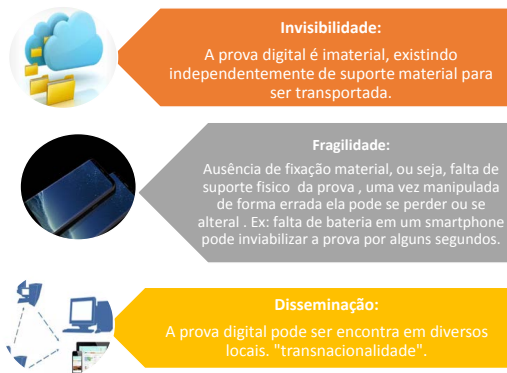 Invisibilidade:
A prova digital é imaterial, existindo
independentemente de suporte material para
ser transportada.
Fragilidade:
Ausência de fixação material, ou seja, falta de
suporte fisico  da prova , uma vez manipulada
de forma errada ela pode se perder ou se
alteral . Ex: falta de bateria em um smartphone
pode inviabilizar a prova por alguns segundos.
Disseminação:
A prova digital pode ser encontra em diversos
locais. "transnacionalidade".